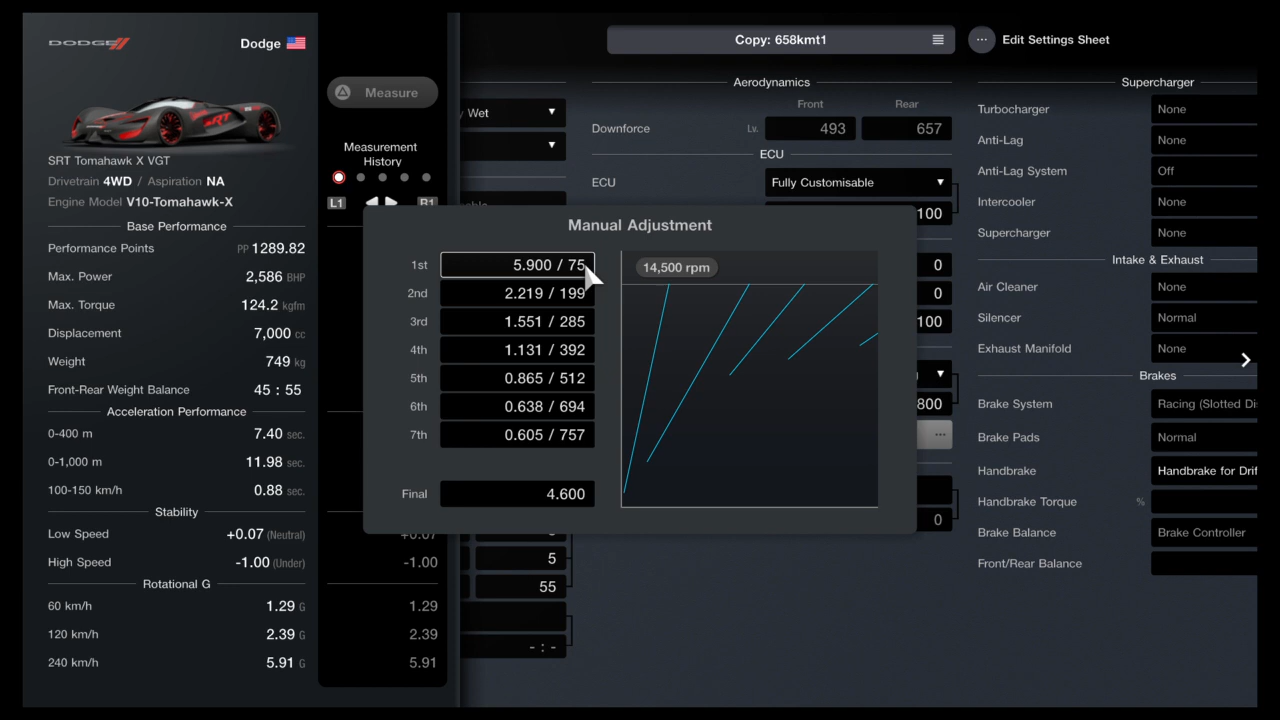 DODGE
Dodge
SRT
SRT Tomahawk X VGT
Drivetrain 4WD / Aspiration NA
Engine Model V10-Tomahawk-X
Base Performance
Performance Points PP 1289.82
Max. Power 2,586 BHP
Max. Torque 124.2 kgfm
Displacement 7,000 cc
Weight 749 kg
Front-Rear Weight Balance 45 : 55
Acceleration Performance
0-400 m 7.40 sec.
0-1,000 m 11.98 sec.
100-150 km/h 0.88 sec.
Stability
Low Speed +0.07 (Neutral)
High Speed -1.00 (Under)
Rotational G
60 km/h 1.29 G
120 km/h 2.39 G
240 km/h 5.91 G
Measure
Measurement
History
L1 R1
+0.07
-1.00
1.29
2.39
5.91
Copy: 658kmt1
Edit Settings Sheet
Wet
Manual Adjustment
1st 5.900 / 75
2nd 2.219 / 199
3rd 1.551 / 285
4th 1.131 / 392
5th 0.865 / 512
6th 0.638 / 694
7th 0.605 / 757
Final 4.600
14,500 rpm
5
55
- : -
Aerodynamics
Front Rear
Downforce Lv. 493 657
ECU
ECU Fully Customisable
100
0
0
100
800
0
Supercharger
Turbocharger None
Anti-Lag None
Anti-Lag System Off
Intercooler None
Supercharger None
Intake & Exhaust
Air Cleaner None
Silencer Normal
Exhaust Manifold None
Brakes
Brake System Racing (Slotted Di
Brake Pads Normal
Handbrake Handbrake for Drif
Handbrake Torque %
Brake Balance Brake Controller
Front/Rear Balance